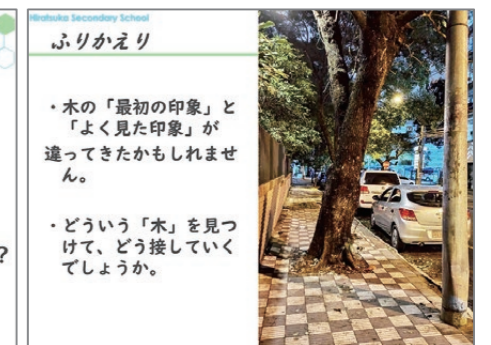 Hiratsuka Secondary School
ふりかえり
・木の「最初の印象」と
「よく見た印象」が
違ってきたかもしれませ
ん。
・どういう「木」を見つ
けて、どう接していく
でしょうか。
?